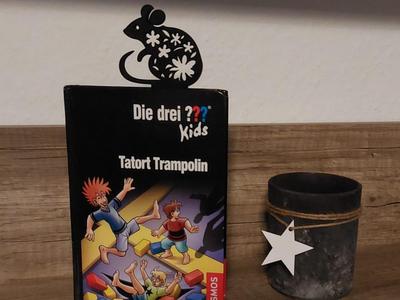 Die drei ???®
Kids
Tatort Trampolin
KOSMOS